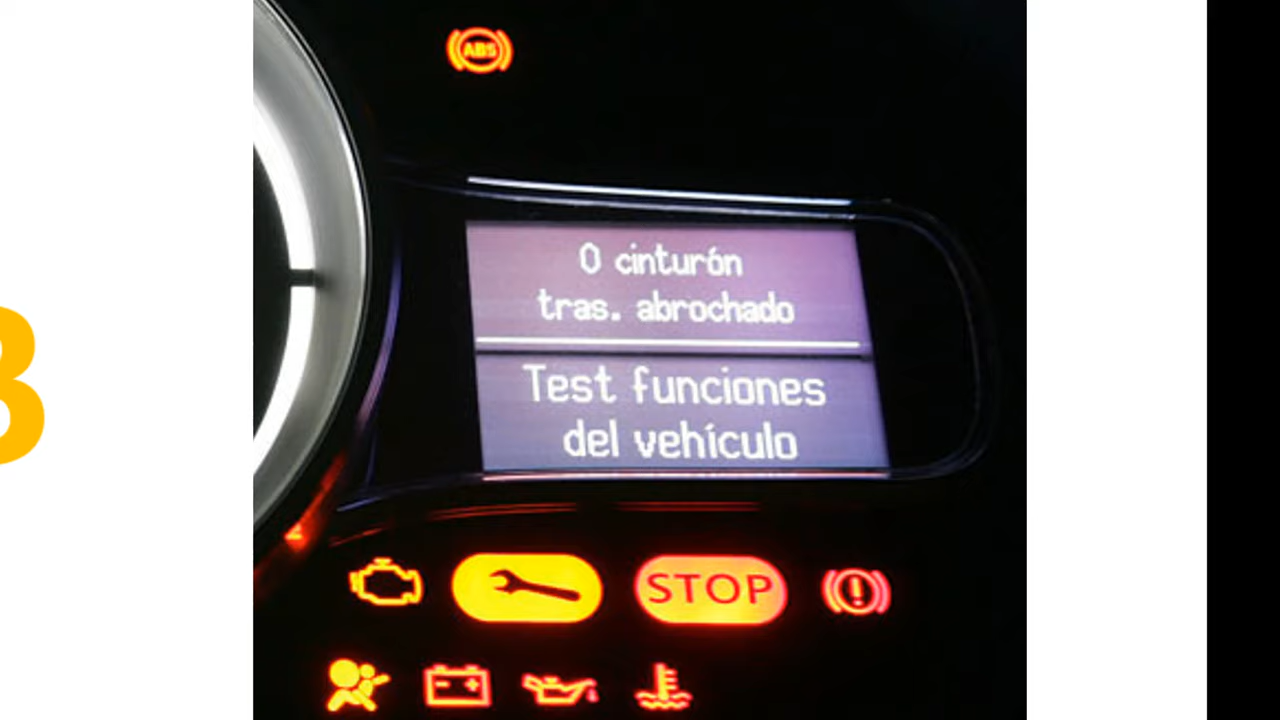 ABS
0 cinturón
tras. abrochado
Test funciones
del vehículo
STOP